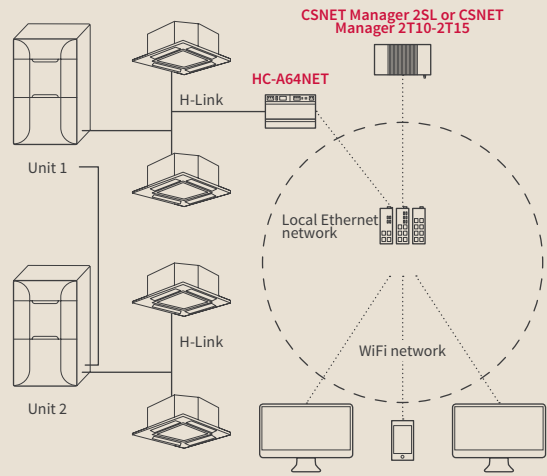 CSNET Manager 2SL or CSNET
Manager 2T10-2T15
HC-A64NET
H-Link
Unit 1
Local Ethernet
network
H-Link
WiFi network
Unit 2